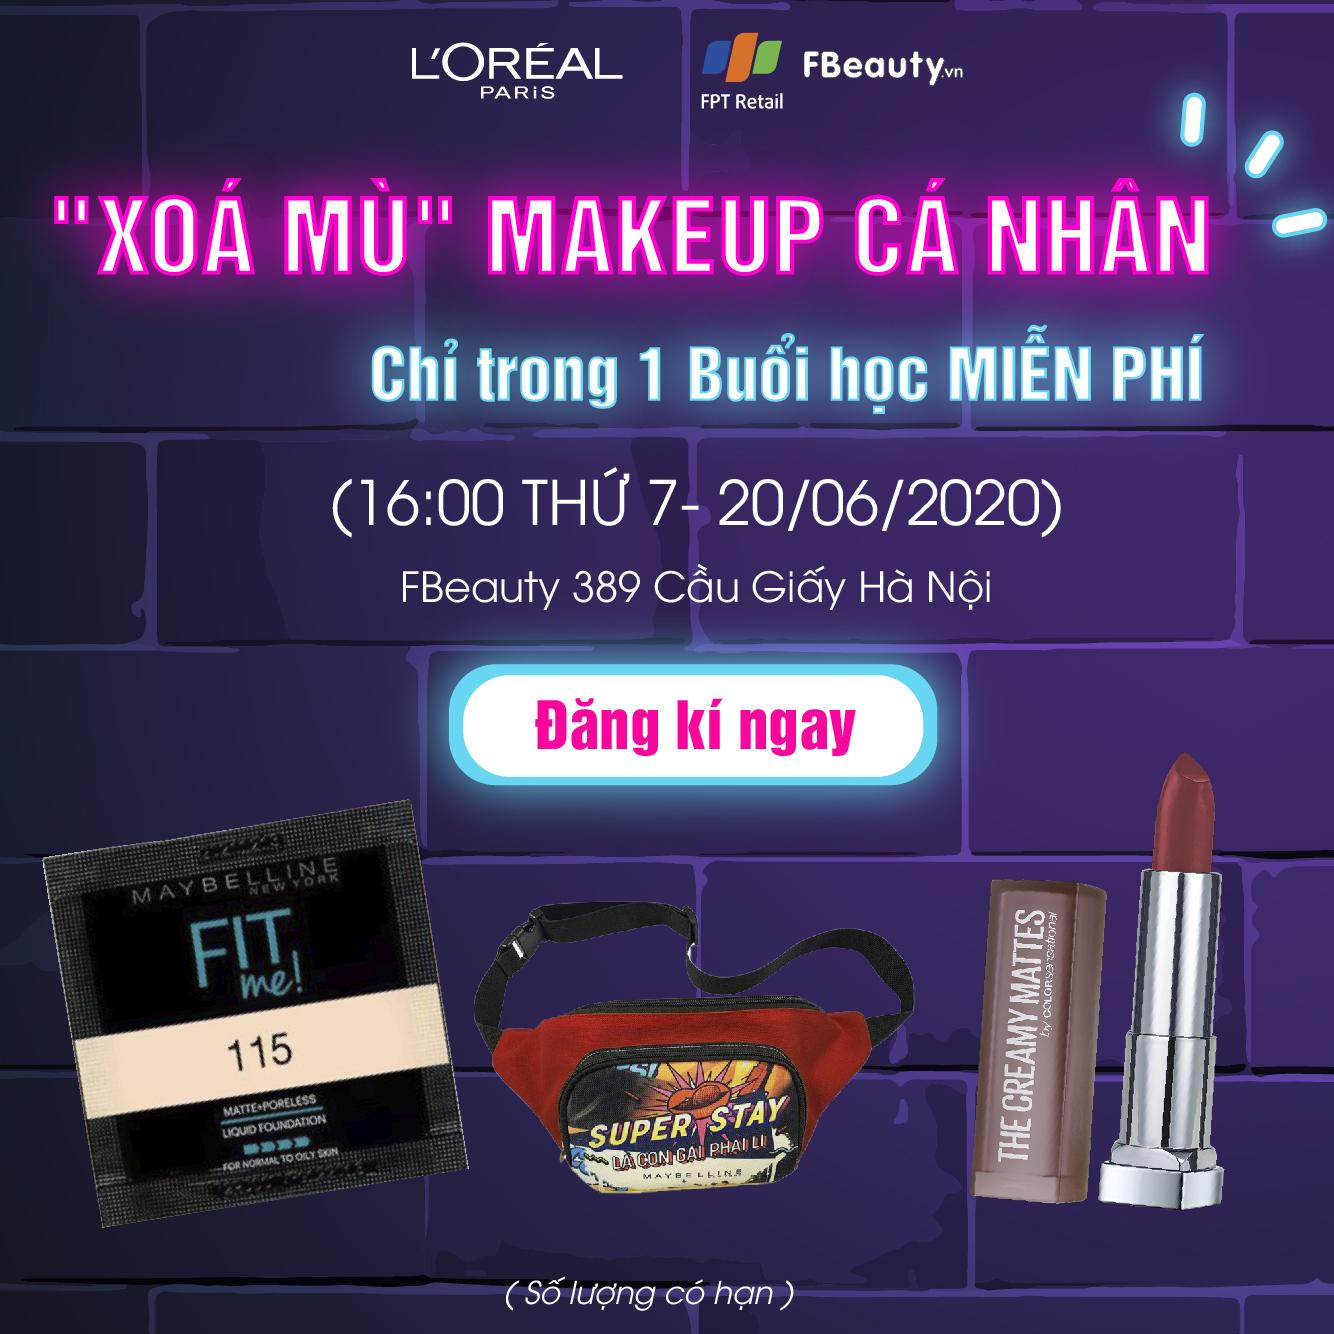 L'ORÉAL
PARiS
FPT Retail
FBeauty.vn
"XOÁ MÙ" MAKEUP CÁ NHÂN
Chỉ trong 1 Buổi học MIỄN PHÍ
(16:00 THỨ 7- 20/06/2020)
FBeauty 389 Cầu Giấy Hà Nội
Đăng kí ngay
MAYBELLINE
NEW YORK
FIT
me!
115
MATTE+PORELESS
LIQUID FOUNDATION
FOR NORMAL TO OILY SKIN
SUPER STAY
LÀ CON GÁI PHẢI LÌ
MAYBELLINE
THE CREAMY MATTES
by COLORsensational
( Số lượng có hạn )